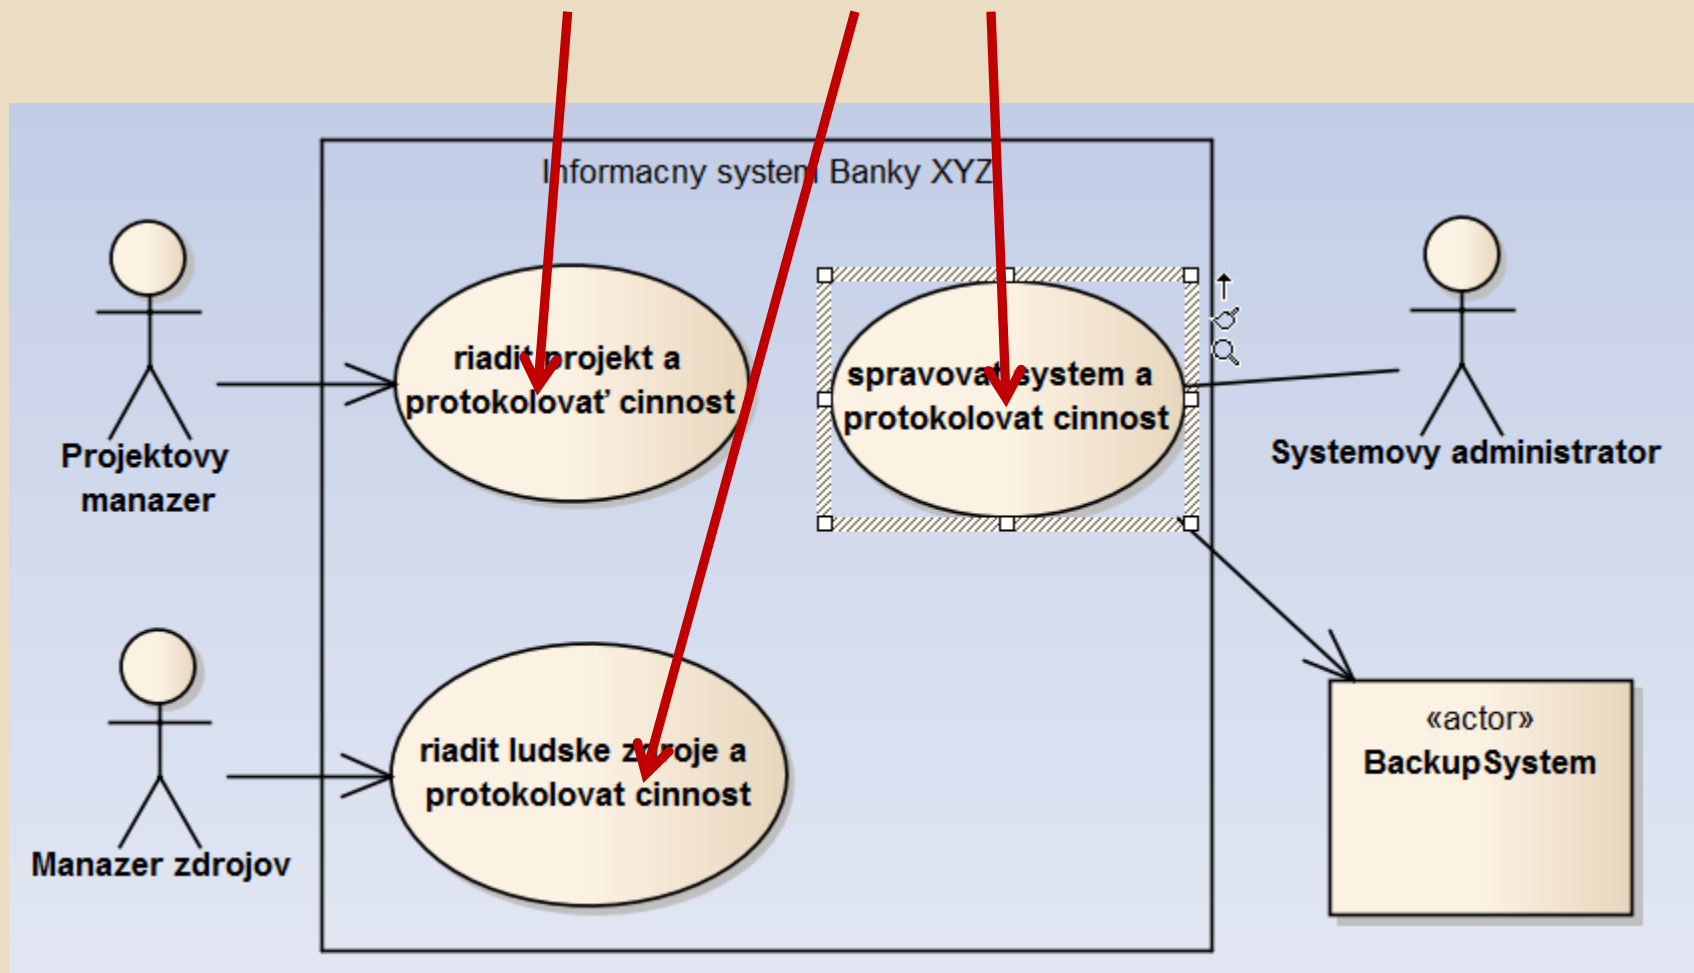 Informacny system Banky XYZ
riadit projekt a
protokolovať cinnost
spravovat system a
protokolovat cinnost
Projektovy
manazer
Systemovy administrator
riadit ludske zdroje a
protokolovat cinnost
Manazer zdrojov
«actor»
BackupSystem